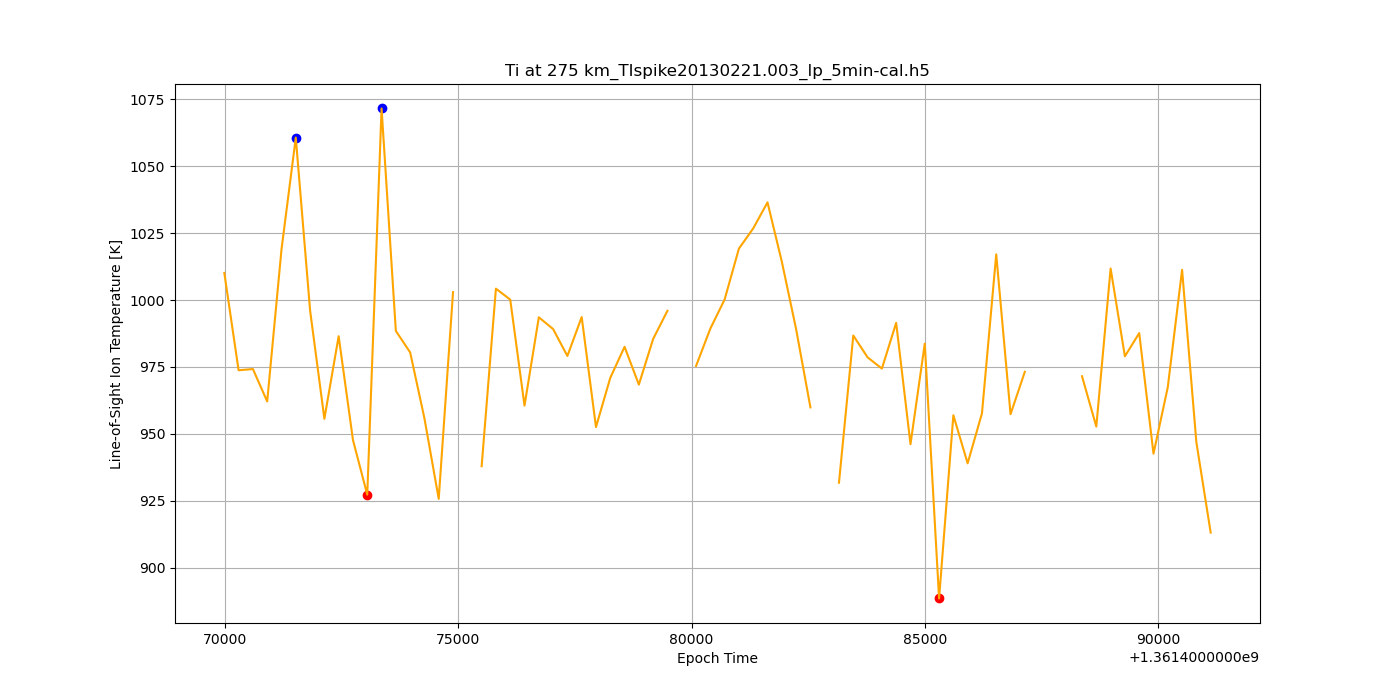 Ti at 275 km_TIspike20130221.003_lp_5min-cal.h5
1075
1050
1025
1000
975
950
925
900
Line-of-Sight Ion Temperature [K]
70000 75000 80000 85000 90000
Epoch Time
+1.3614000000e9